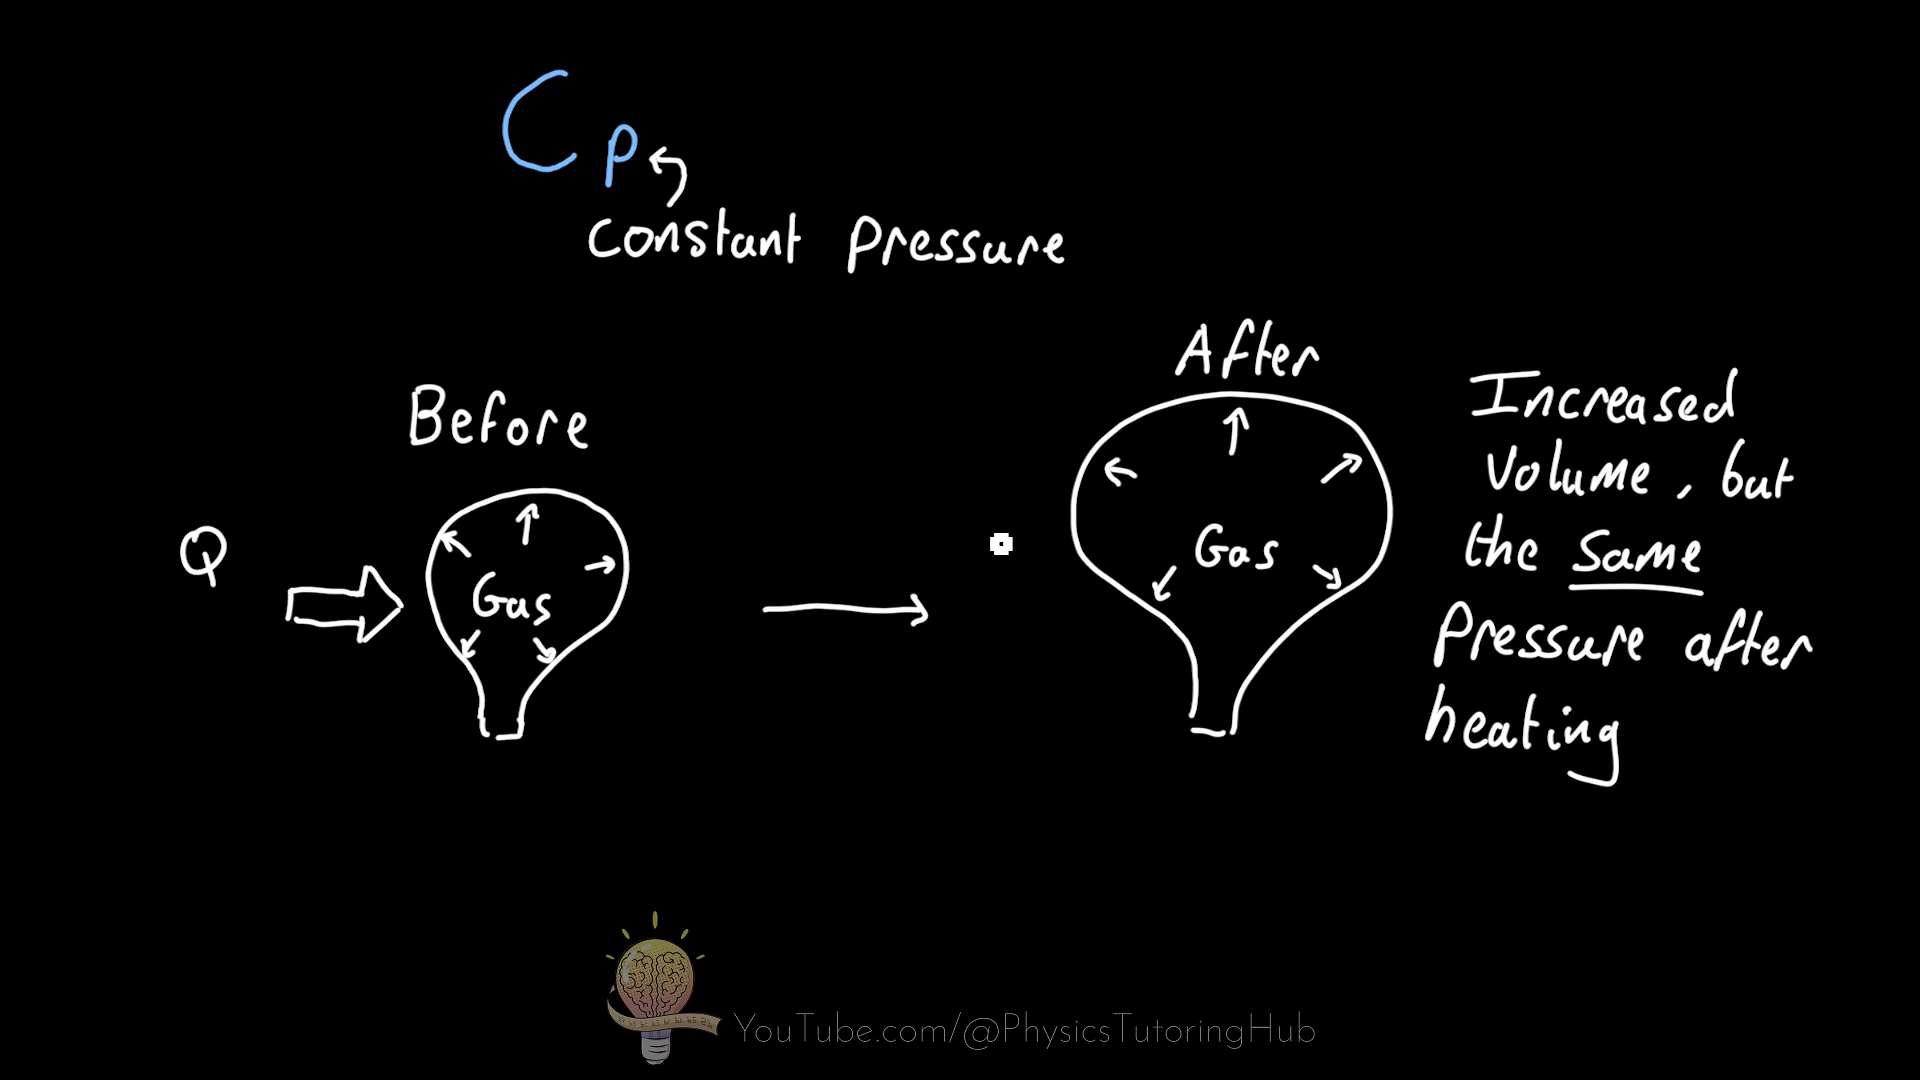 Cp
constant pressure
Before
After
Q
Gas
Gas
Increased
volume, but
the same
pressure after
heating
YouTube.com/@PhysicsTutoringHub